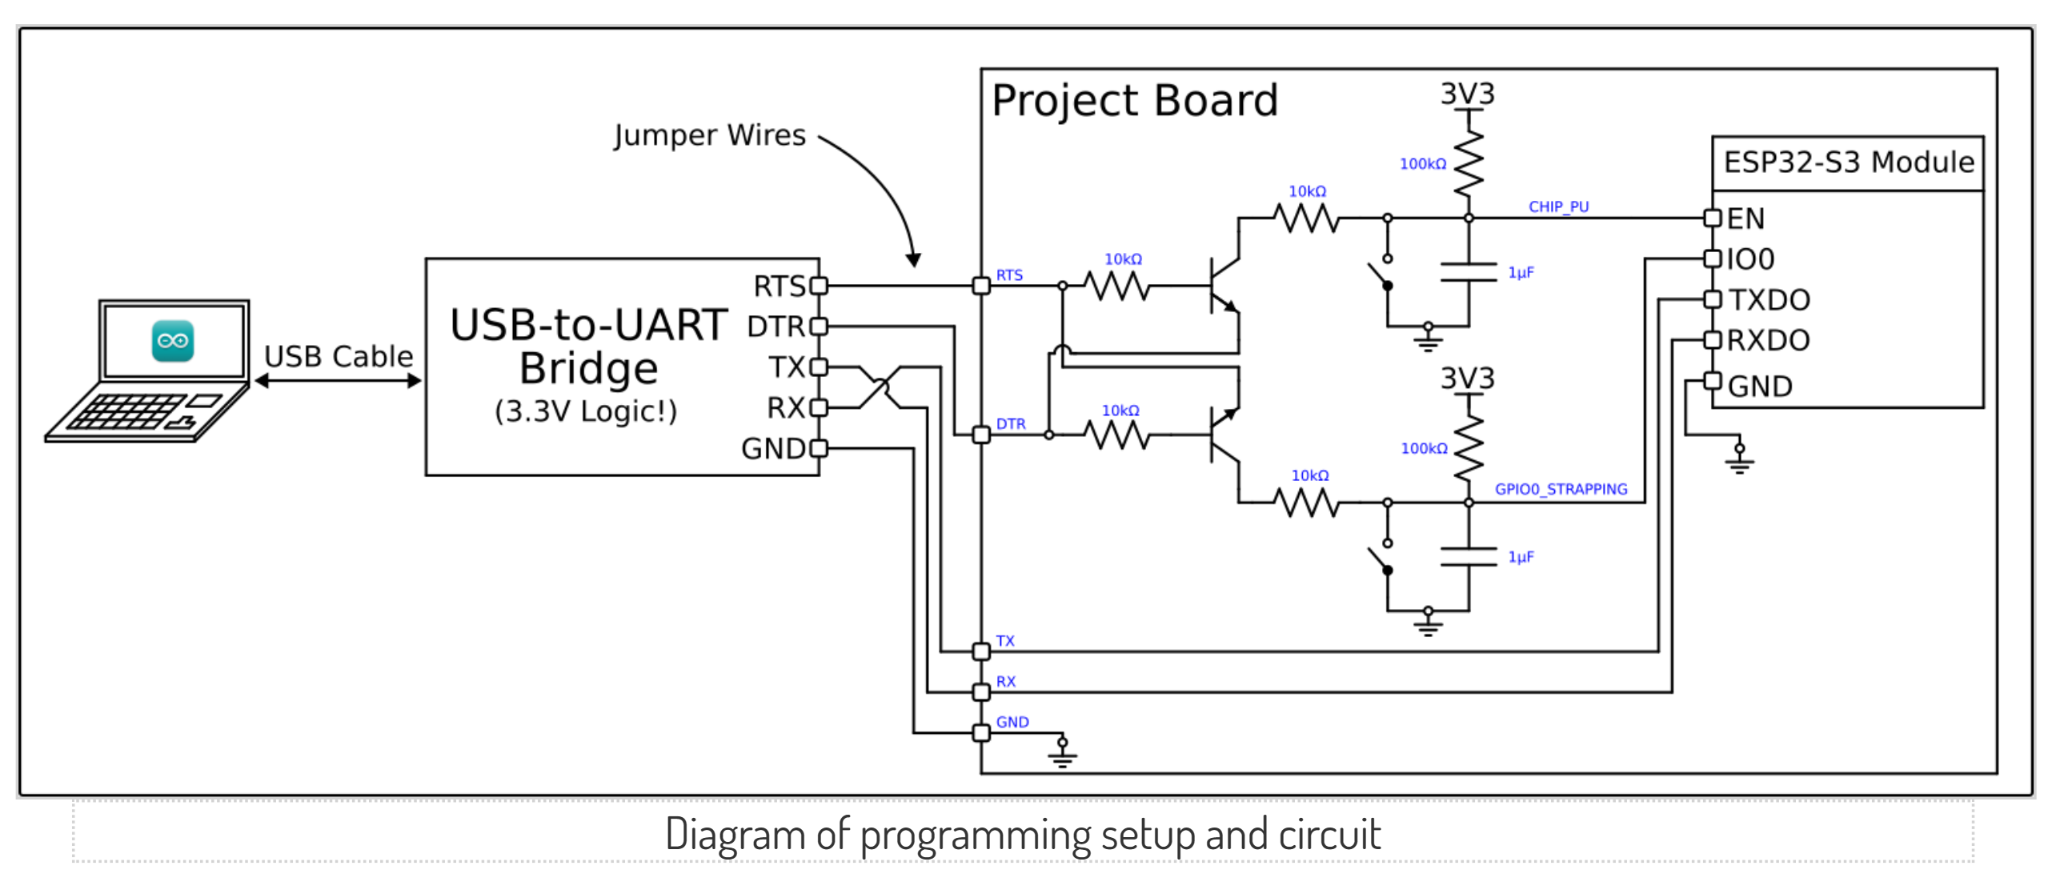 Project Board
Jumper Wires
3V3
100kΩ
10kΩ
CHIP_PU
ESP32-S3 Module
EN
IO0
TXDO
RXDO
GND
1µF
10kΩ
RTS
USB Cable
USB-to-UART
Bridge
(3.3V Logic!)
RTS
DTR
TX
RX
GND
3V3
100kΩ
10kΩ
DTR
10kΩ
GPIO0_STRAPPING
1µF
TX
RX
GND
Diagram of programming setup and circuit